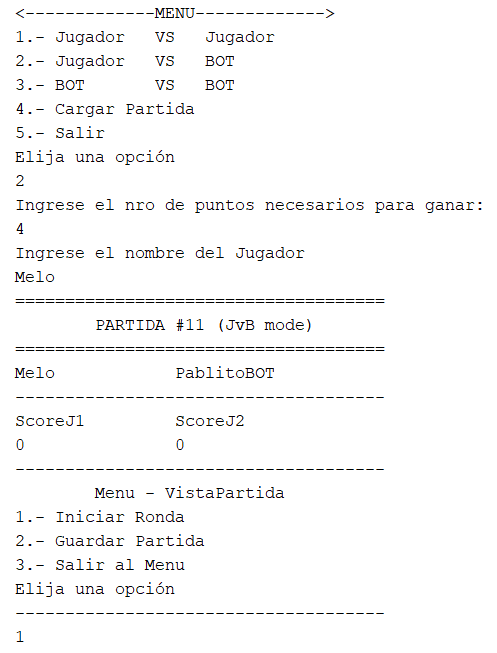 <-------------MENU------------->
1.- Jugador   VS   Jugador
2.- Jugador   VS   BOT
3.- BOT       VS   BOT
4.- Cargar Partida
5.- Salir
Elija una opción
2
Ingrese el nro de puntos necesarios para ganar:
4
Ingrese el nombre del Jugador
Melo
=====================================
        PARTIDA #11 (JvB mode)
=====================================
Melo            PablitoBOT
-------------------------------------
ScoreJ1         ScoreJ2
0               0
-------------------------------------
        Menu - VistaPartida
1.- Iniciar Ronda
2.- Guardar Partida
3.- Salir al Menu
Elija una opción
-------------------------------------
1